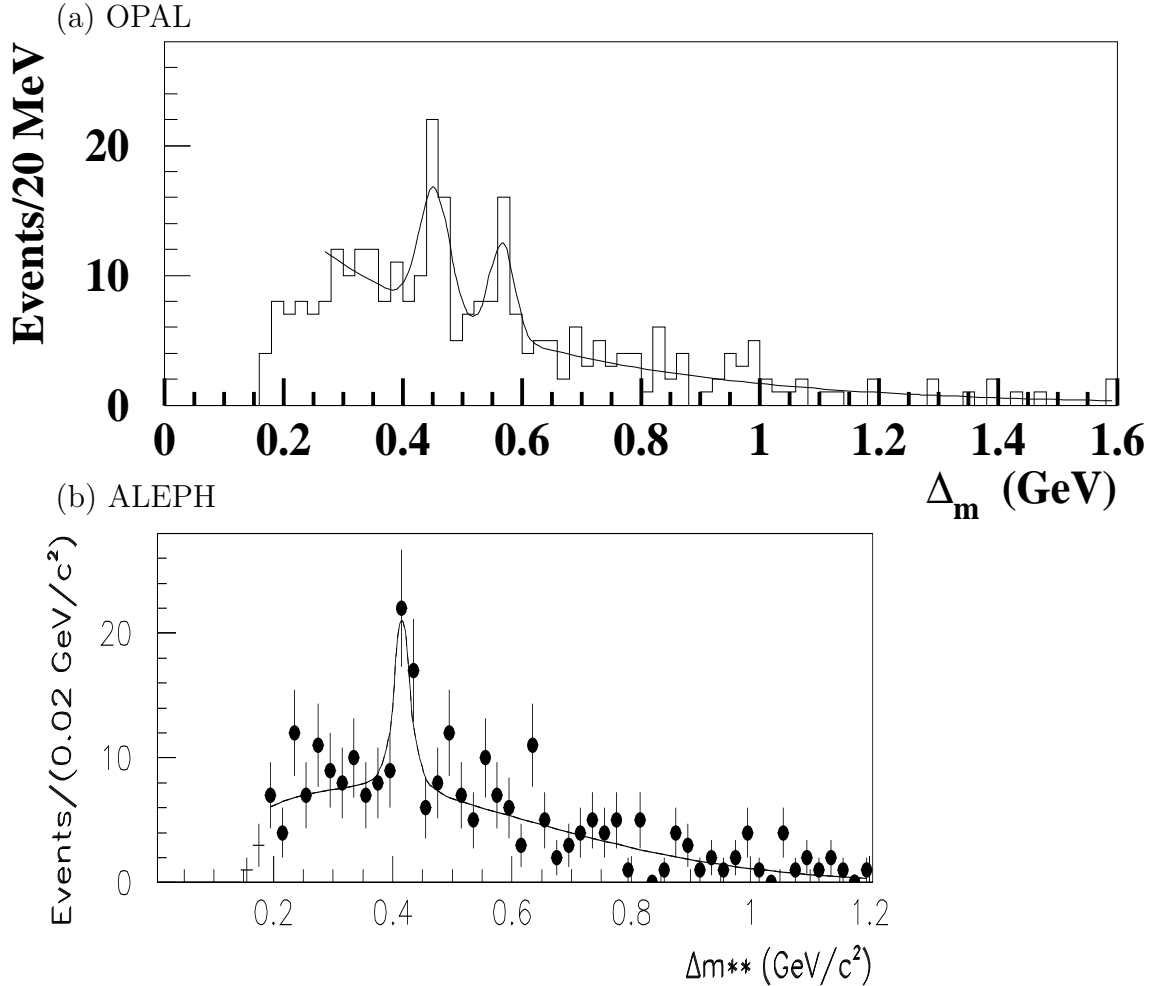 (a) OPAL
Events/20 MeV
20
10
0
0 0.2 0.4 0.6 0.8 1 1.2 1.4 1.6
Δm (GeV)
(b) ALEPH
Events/(0.02 GeV/c²)
20
10
0
0.2 0.4 0.6 0.8 1 1.2
Δm** (GeV/c²)